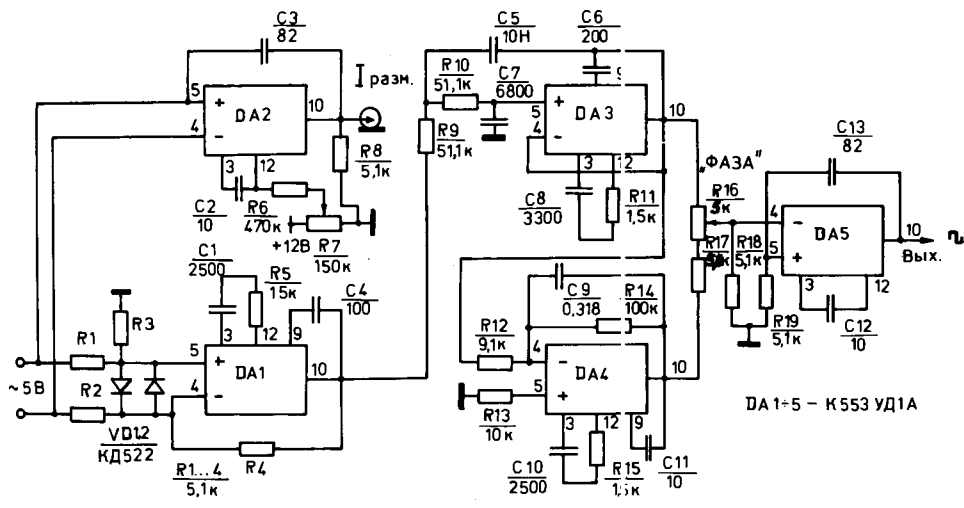 C3
82
5
+
4
−
DA2
10
3
12
I разм.
R8
5,1к
C2
10
R6
470к
+12В
R7
150к
C1
2500
R5
15к
C4
100
R3
R1
~5В
R2
VD1,2
КД522
5
+
4
−
3
12
9
DA1
10
R4
R1...4
5,1к
C5
10Н
C6
200
R10
51,1к
C7
6800
R9
51,1к
9
5
+
4
−
DA3
10
3
12
C8
3300
R11
1,5к
C9
0,318
R14
100к
R12
9,1к
4
−
5
+
DA4
10
R13
10к
3
12
9
C10
2500
R15
1,5к
C11
10
„ФАЗА"
R16
R17
R18
5,1к
R19
5,1к
C13
82
4
−
5
+
DA5
10
Вых.
3
12
C12
10
DA1÷5 – К553 УД1А